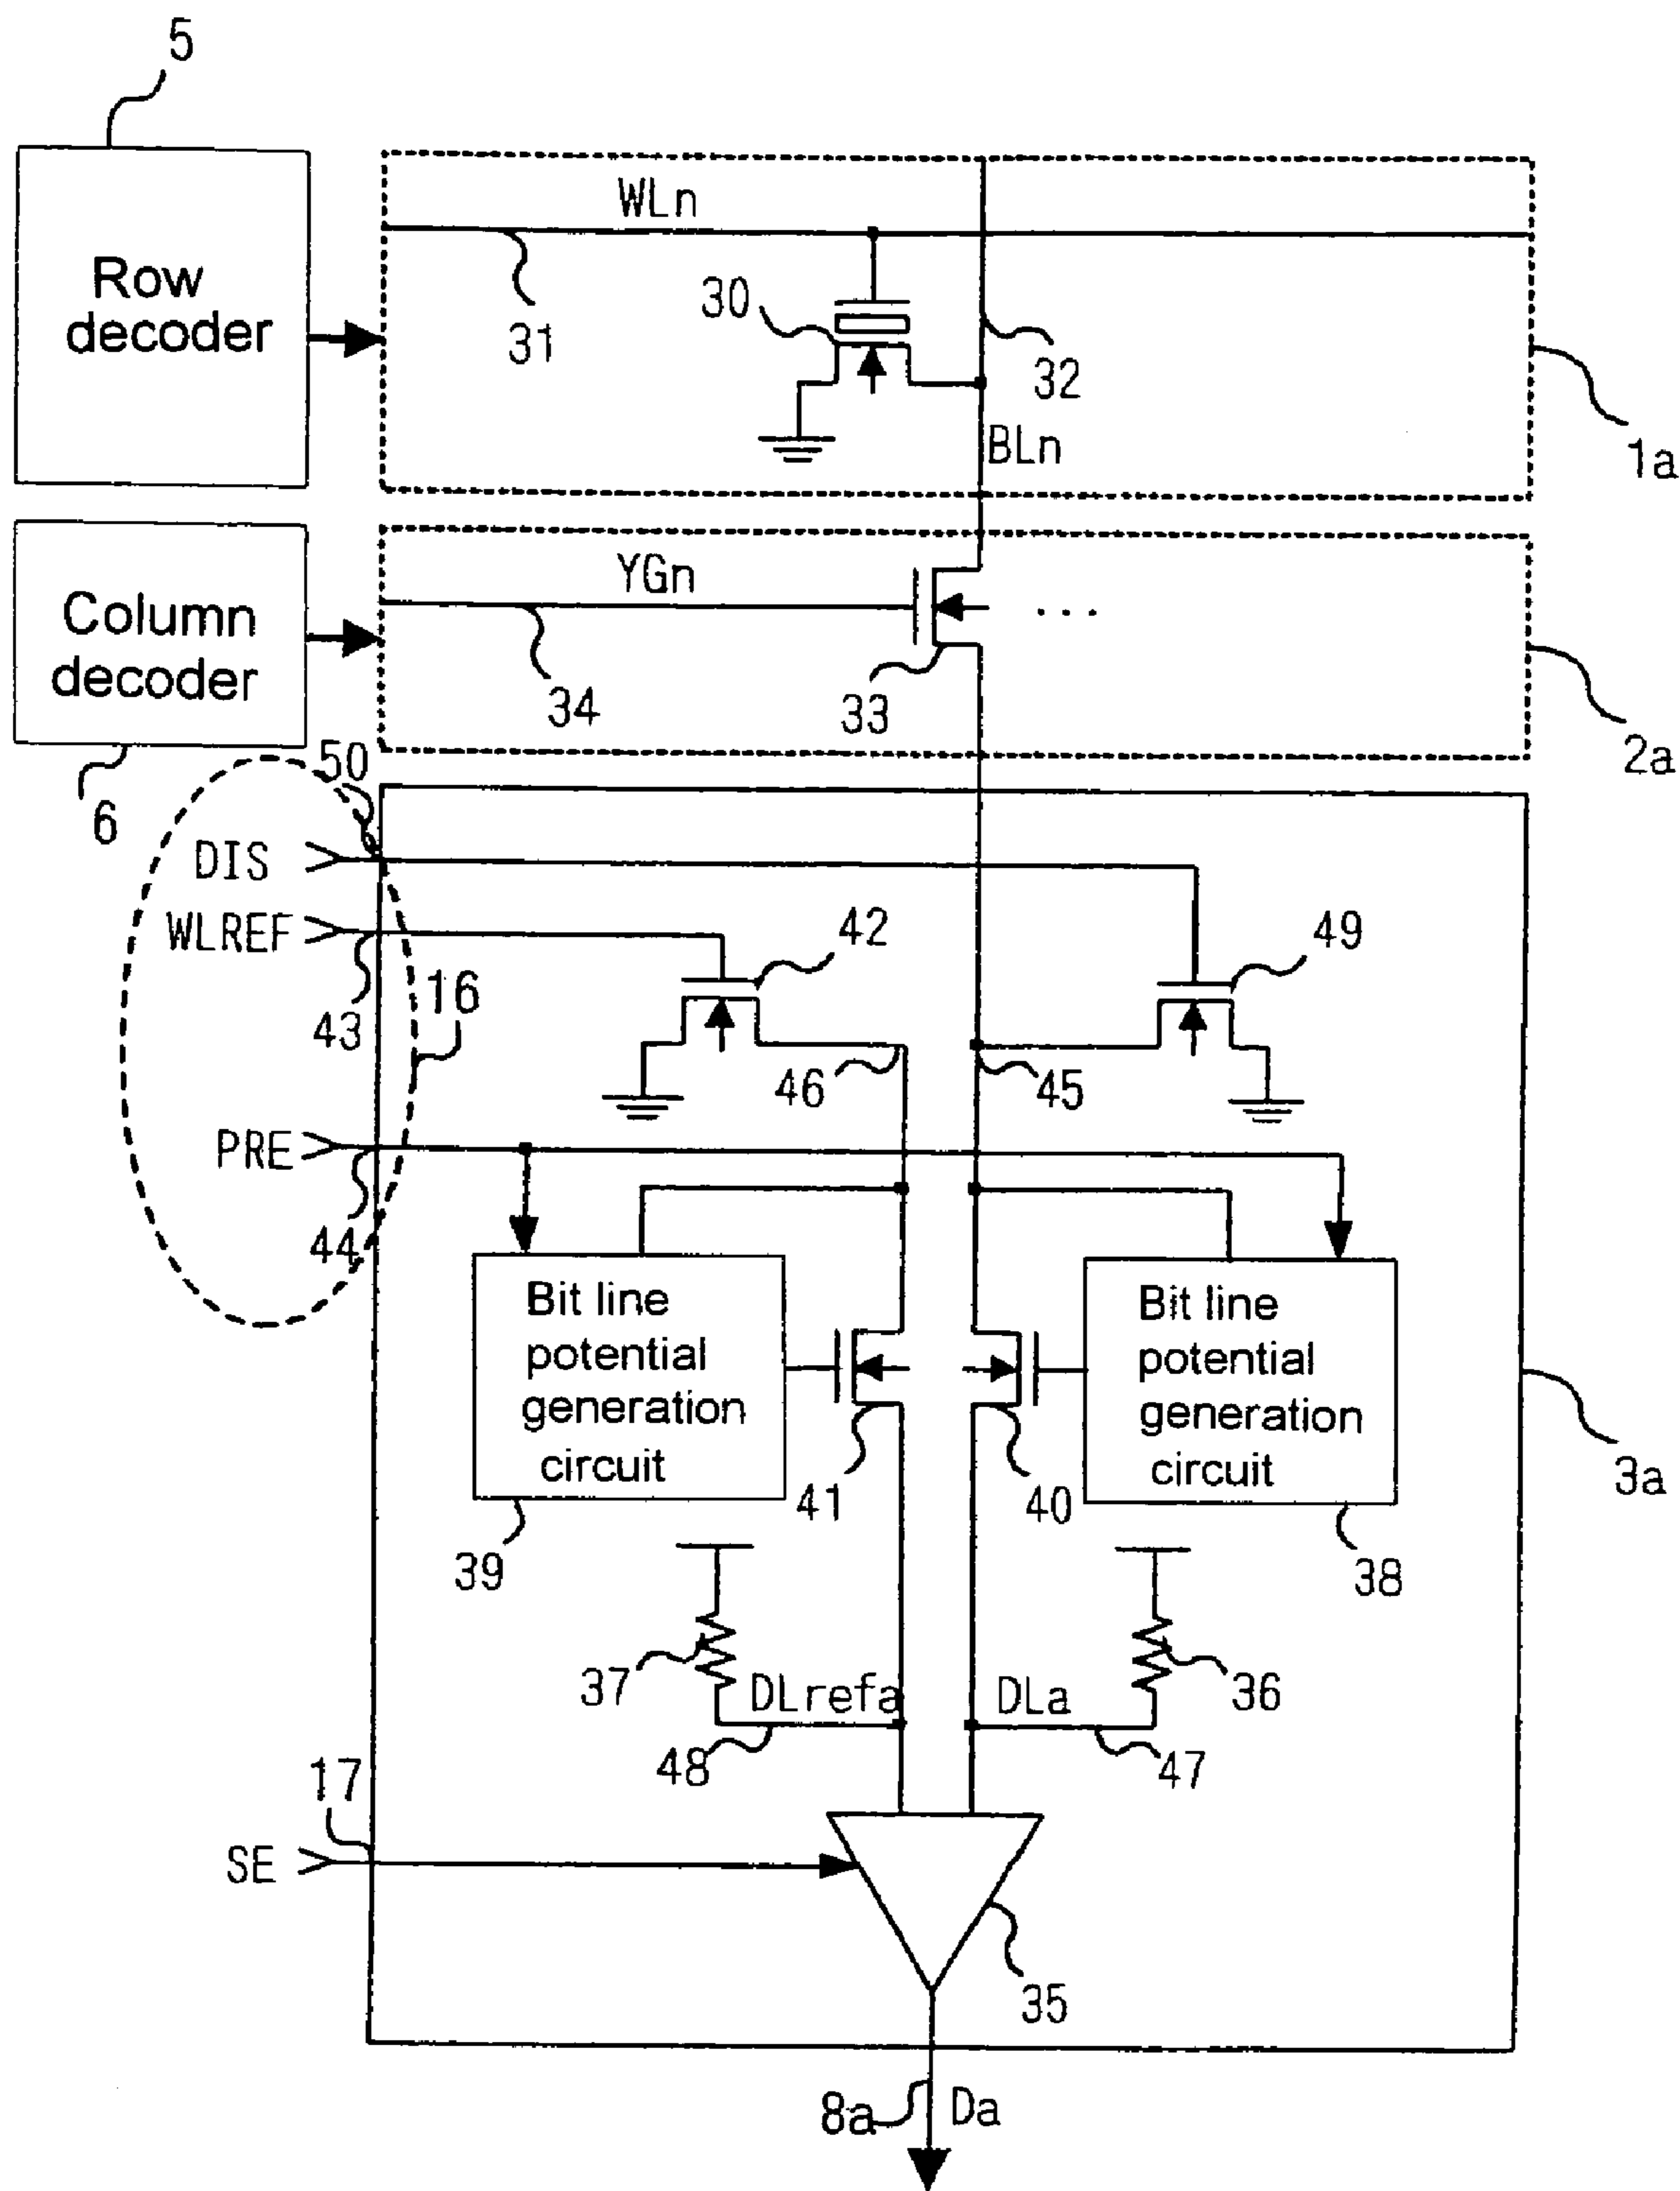 5
Row
decoder
WLn
31
30
32
BLn
1a
Column
decoder
6
YGn
34
33
...
2a
50
DIS
WLREF
43
16
42
49
46
45
PRE
44
Bit line
potential
generation
circuit
39
41
40
Bit line
potential
generation
circuit
38
3a
37
DLrefa
48
DLa
36
47
17
SE
35
8a
Da